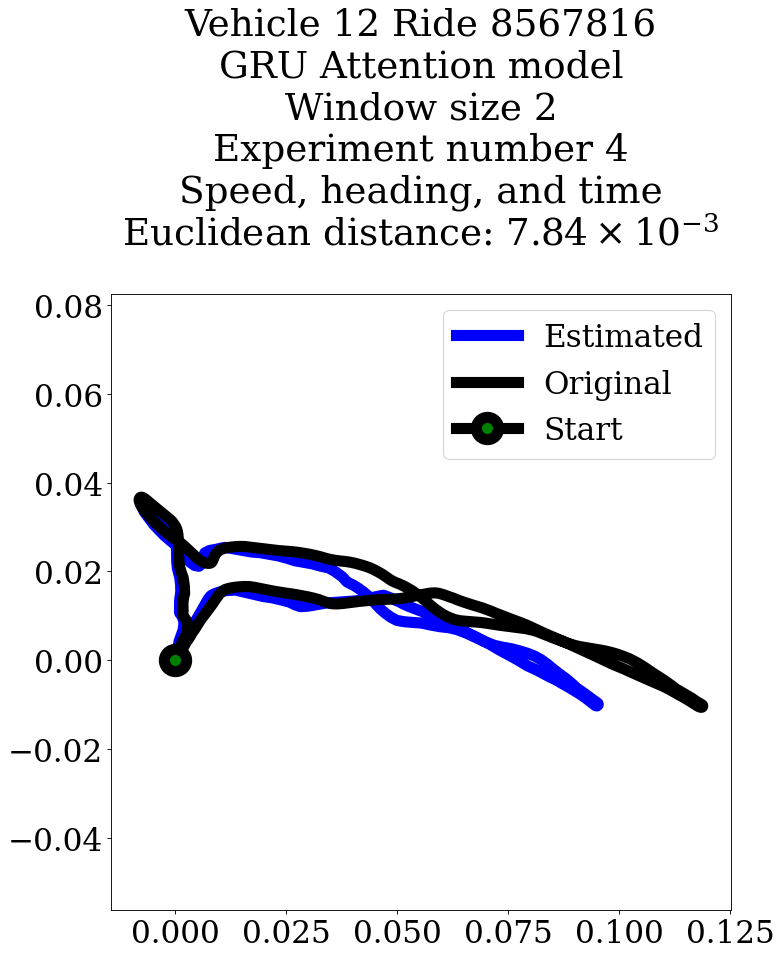 Vehicle 12 Ride 8567816
GRU Attention model
Window size 2
Experiment number 4
Speed, heading, and time
Euclidean distance: 7.84 × 10⁻³
Estimated
Original
Start
0.08
0.06
0.04
0.02
0.00
−0.02
−0.04
0.000 0.025 0.050 0.075 0.100 0.125